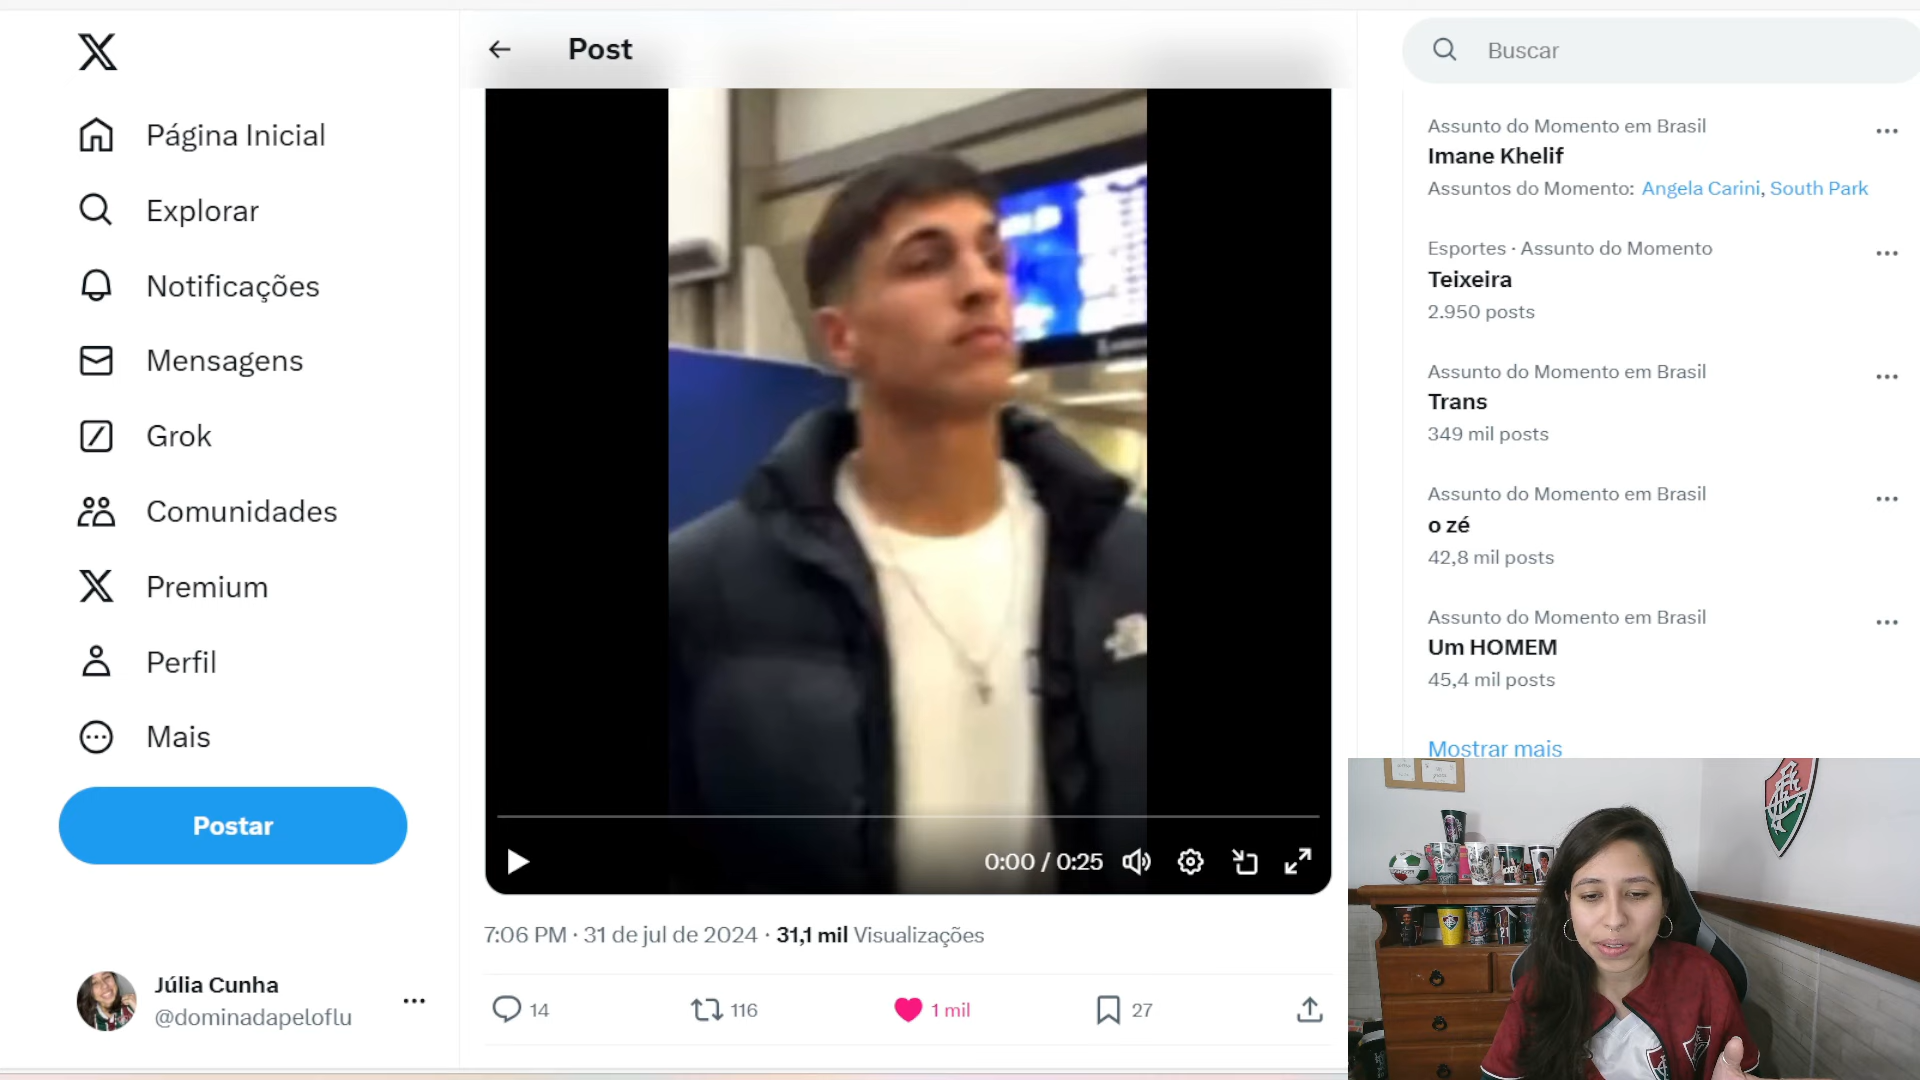 Página Inicial
Explorar
Notificações
Mensagens
Grok
Comunidades
Premium
Perfil
Mais
Postar
Júlia Cunha
@dominadapeloflu
Post
0:00 / 0:25
7:06 PM · 31 de jul de 2024 · 31,1 mil Visualizações
14
116
1 mil
27
Buscar
Assunto do Momento em Brasil
Imane Khelif
Assuntos do Momento: Angela Carini, South Park
Esportes · Assunto do Momento
Teixeira
2.950 posts
Assunto do Momento em Brasil
Trans
349 mil posts
Assunto do Momento em Brasil
o zé
42,8 mil posts
Assunto do Momento em Brasil
Um HOMEM
45,4 mil posts
Mostrar mais